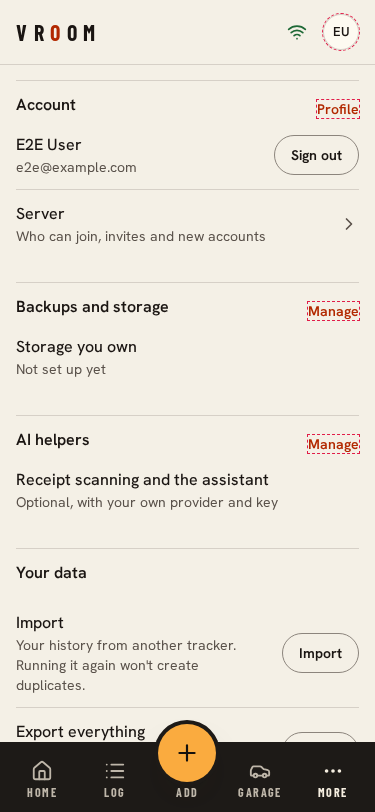 VROOM
EU
Account
Profile
E2E User
e2e@example.com
Sign out
Server
Who can join, invites and new accounts
Backups and storage
Manage
Storage you own
Not set up yet
AI helpers
Manage
Receipt scanning and the assistant
Optional, with your own provider and key
Your data
Import
Your history from another tracker.
Running it again won't create
duplicates.
Import
Export everything
HOME
LOG
ADD
GARAGE
MORE